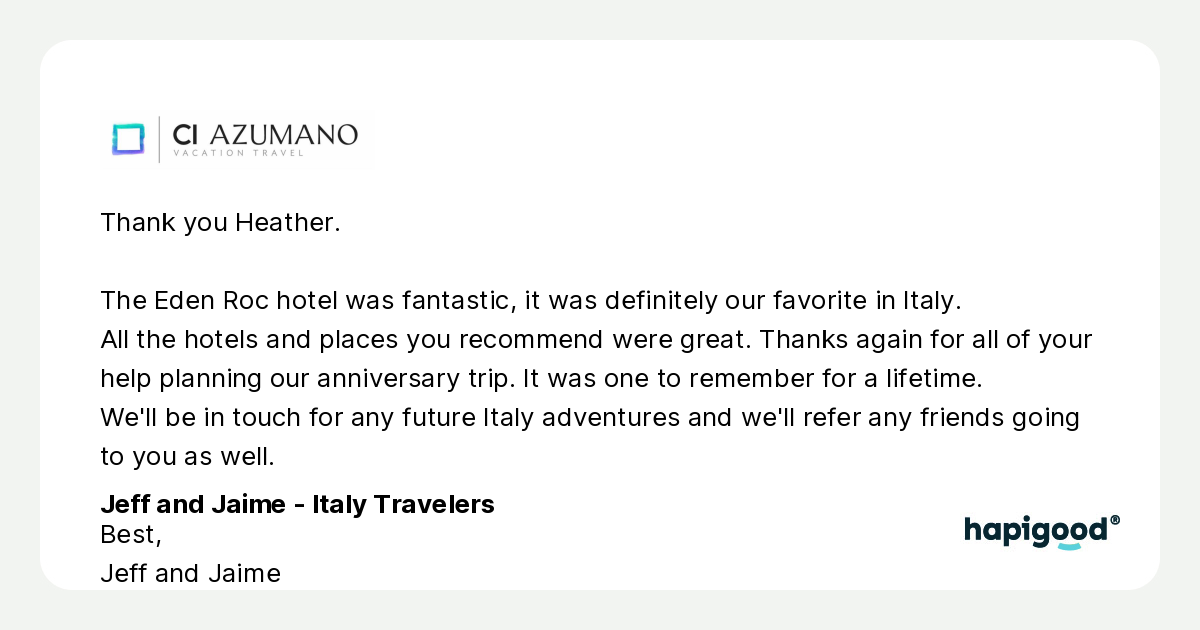 CI AZUMANO
VACATION TRAVEL
Thank you Heather.
The Eden Roc hotel was fantastic, it was definitely our favorite in Italy.
All the hotels and places you recommend were great. Thanks again for all of your
help planning our anniversary trip. It was one to remember for a lifetime.
We'll be in touch for any future Italy adventures and we'll refer any friends going
to you as well.
Jeff and Jaime - Italy Travelers
Best,
Jeff and Jaime
hapigood®